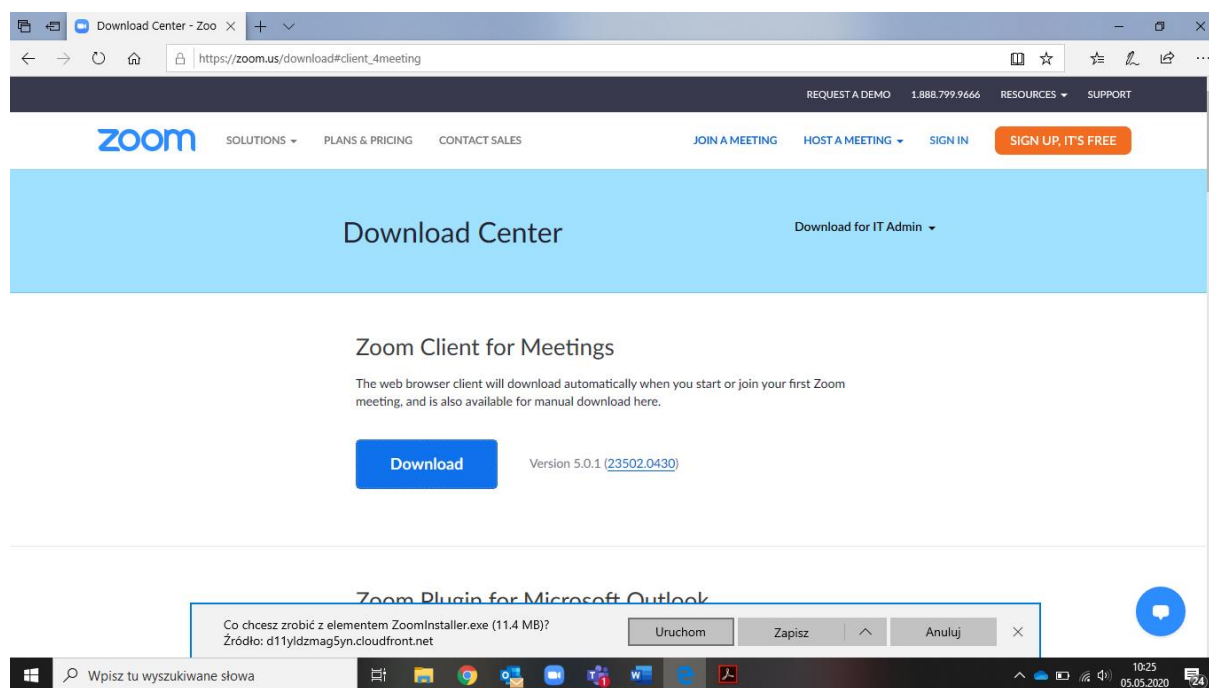 Download Center - Zoo
https://zoom.us/download#client_4meeting
REQUEST A DEMO 1.888.799.9666 RESOURCES SUPPORT
zoom SOLUTIONS PLANS & PRICING CONTACT SALES JOIN A MEETING HOST A MEETING SIGN IN SIGN UP, IT'S FREE
Download Center
Download for IT Admin
Zoom Client for Meetings
The web browser client will download automatically when you start or join your first Zoom
meeting, and is also available for manual download here.
Download Version 5.0.1 (23502.0430)
Zoom Plugin for Microsoft Outlook
Co chcesz zrobić z elementem ZoomInstaller.exe (11.4 MB)?
Źródło: d11yldzmag5yn.cloudfront.net
Uruchom Zapisz Anuluj
Wpisz tu wyszukiwane słowa
1
10:25
05.05.2020
24